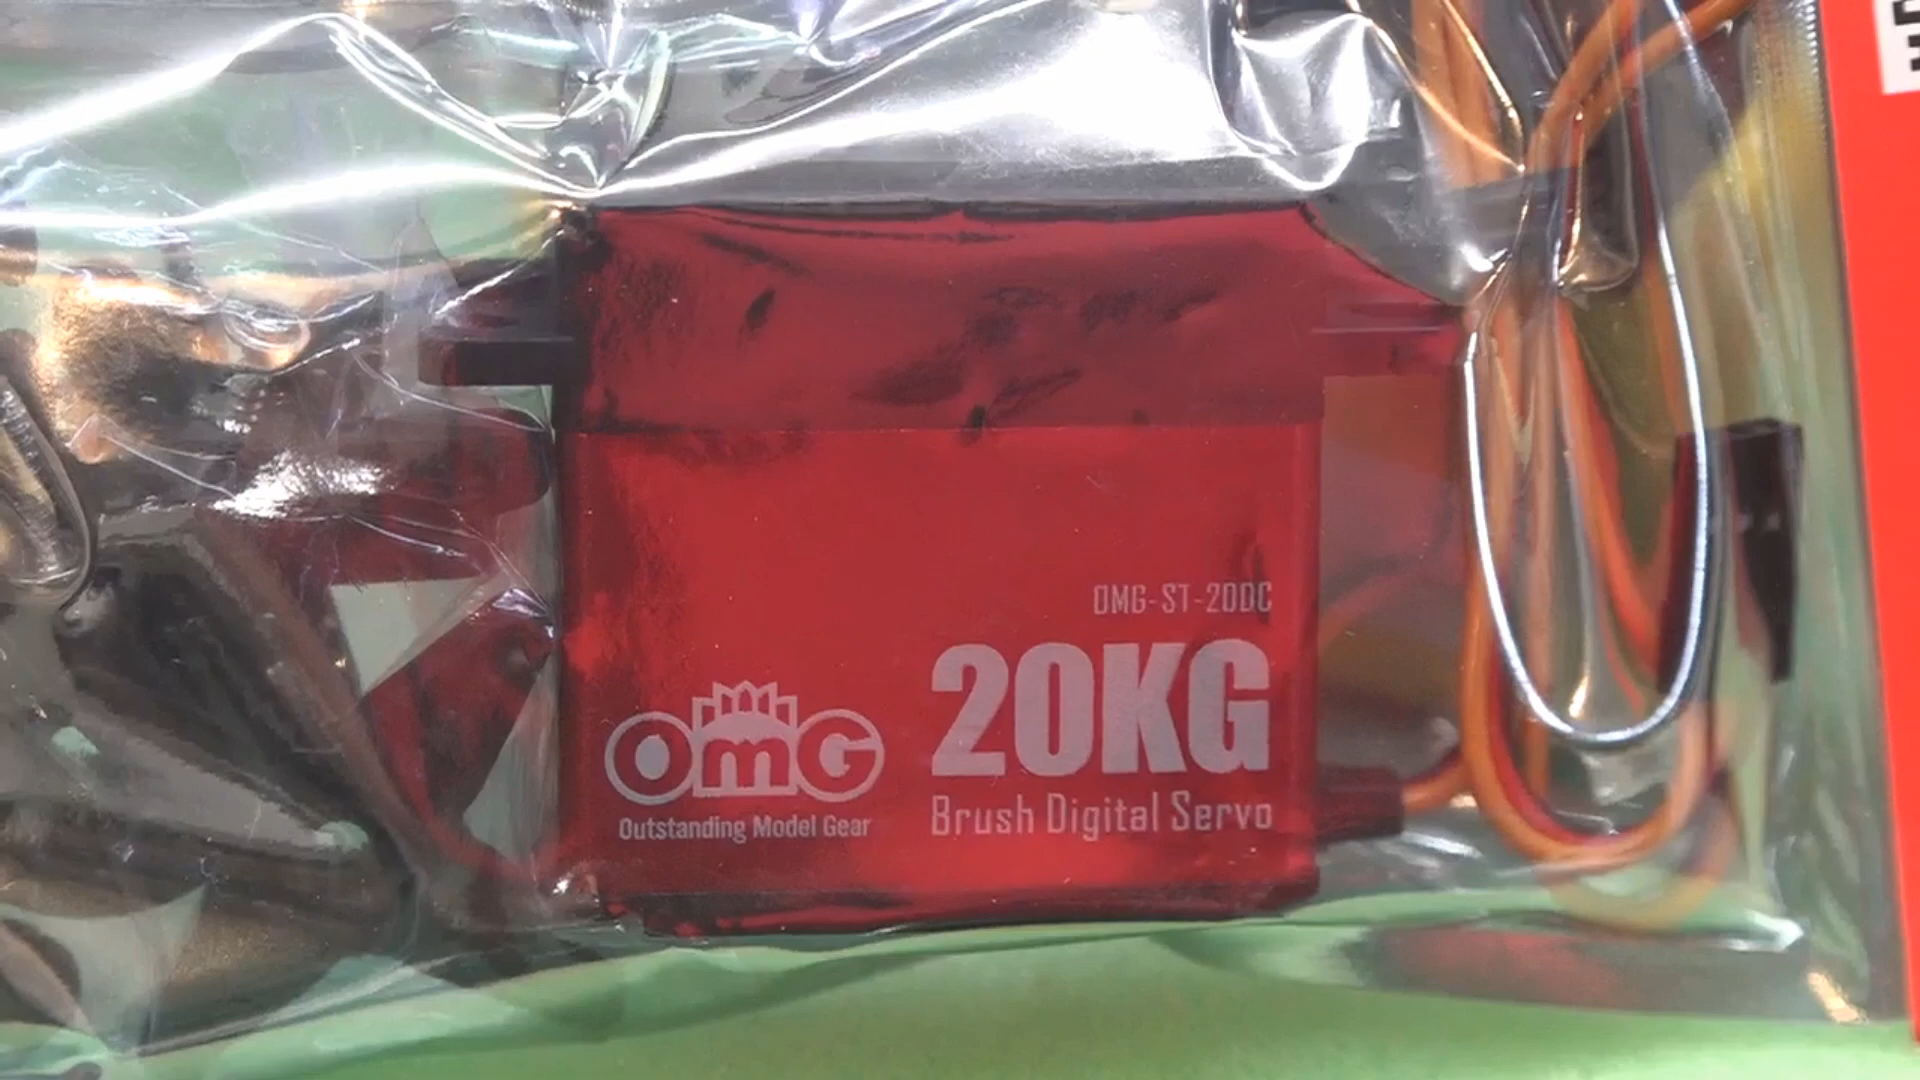 OMG-ST-20DC
20KG
Brush Digital Servo
OmG
Outstanding Model Gear